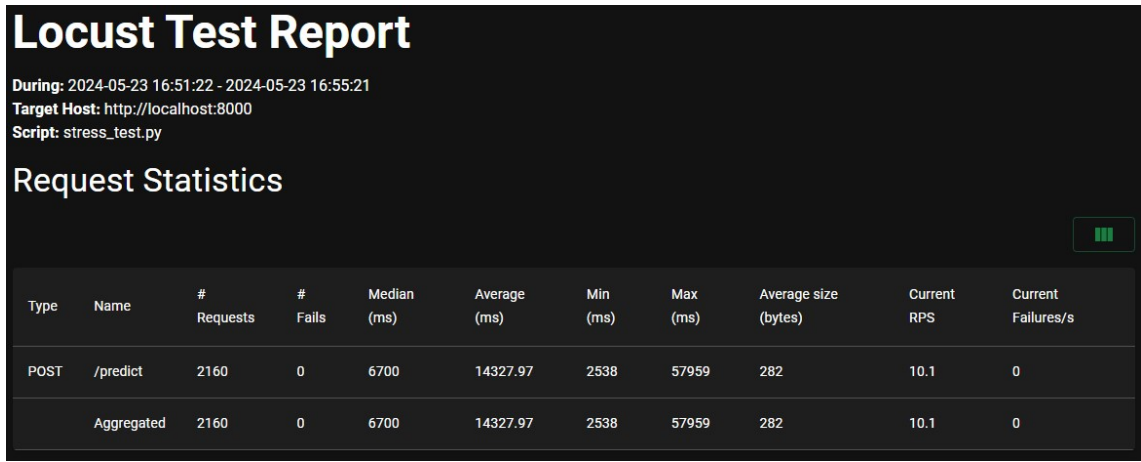 Locust Test Report
During: 2024-05-23 16:51:22 - 2024-05-23 16:55:21
Target Host: http://localhost:8000
Script: stress_test.py
Request Statistics
Type Name # Requests # Fails Median (ms) Average (ms) Min (ms) Max (ms) Average size (bytes) Current RPS Current Failures/s
POST /predict 2160 0 6700 14327.97 2538 57959 282 10.1 0
Aggregated 2160 0 6700 14327.97 2538 57959 282 10.1 0